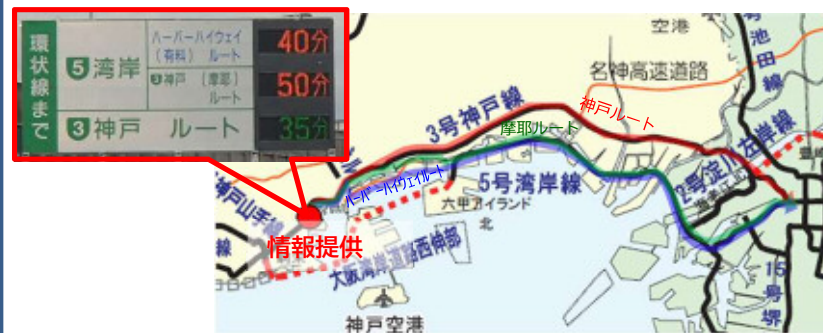 環状線まで
5湾岸
ハーバーハイウェイ
(有料) ルート
40分
3神戸 (摩耶)
ルート
50分
3神戸 ルート
35分
空港
名神高速道路
号池田線
神戸ルート
3号神戸線
摩耶ルート
ハーバーハイウェイルート
5号湾岸線
2号淀川左岸線
神戸山手線
六甲アイランド
北
線
情報提供
大阪湾岸道路西伸部
15号堺
神戸空港